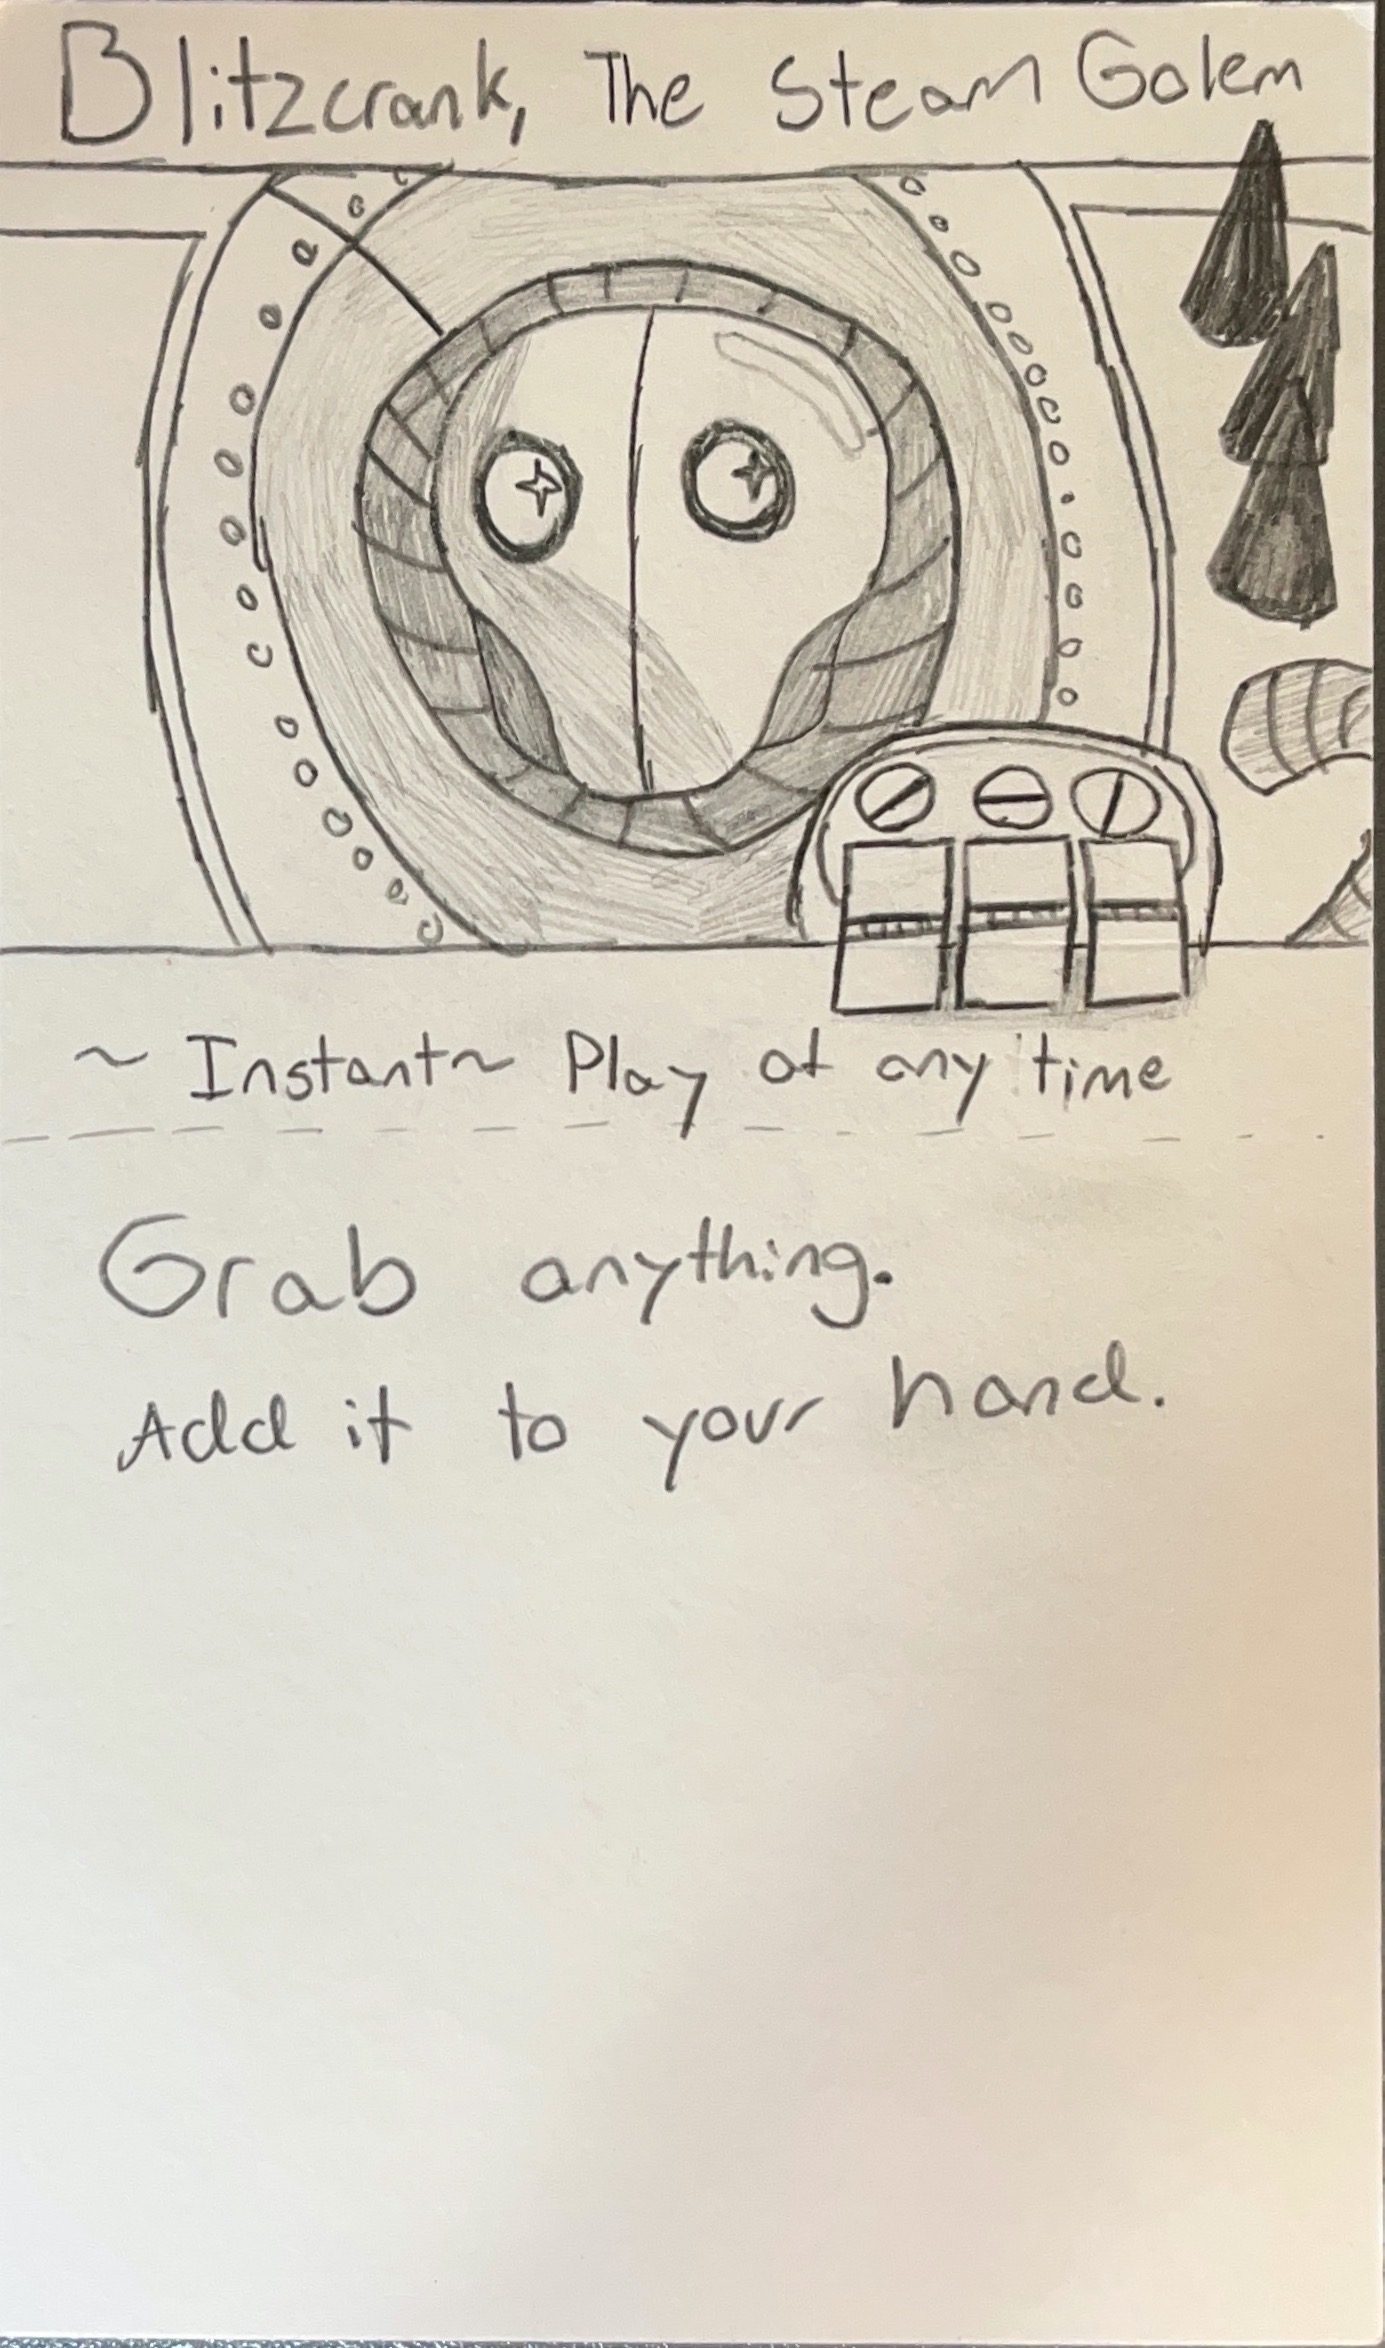 Blitzcrank, The Steam Golem
~ Instant ~ Play at any time
Grab anything.
Add it to your hand.